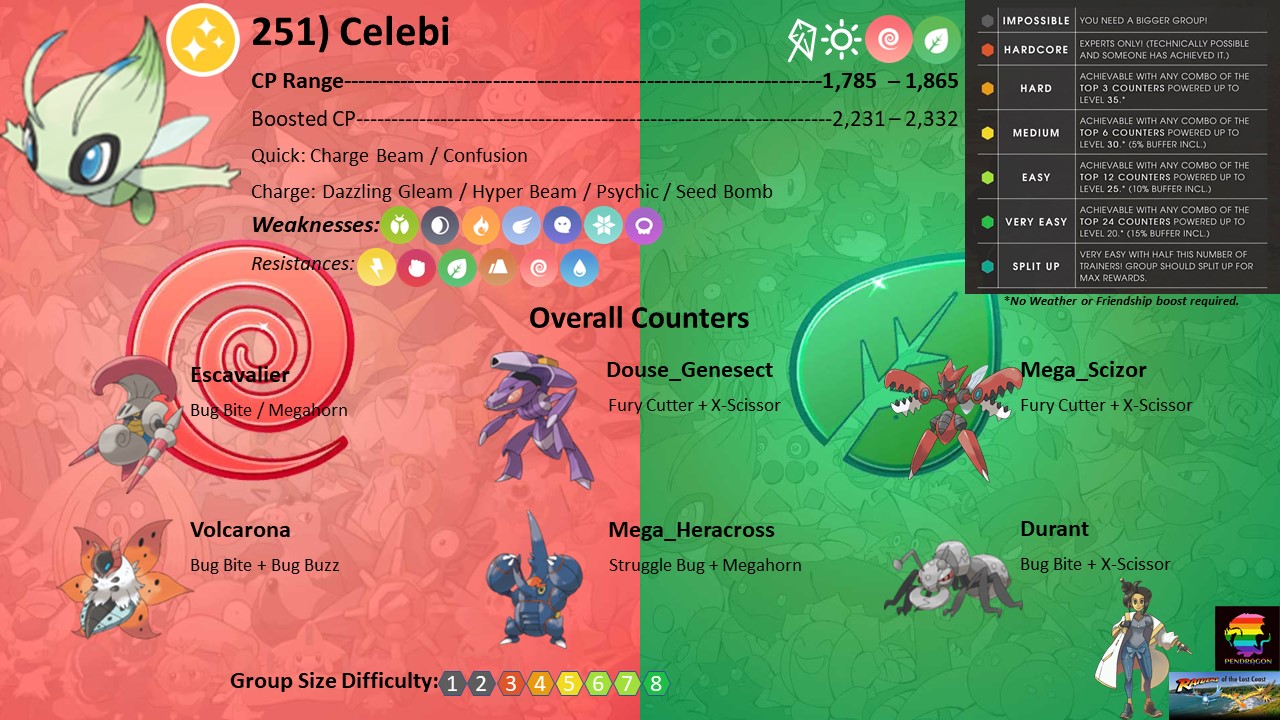 251) Celebi
CP Range--------------------------------------------------------------------1,785 – 1,865
Boosted CP--------------------------------------------------------------------2,231 – 2,332
Quick: Charge Beam / Confusion
Charge: Dazzling Gleam / Hyper Beam / Psychic / Seed Bomb
Weaknesses:
Resistances:
IMPOSSIBLE YOU NEED A BIGGER GROUP!
HARDCORE EXPERTS ONLY! (TECHNICALLY POSSIBLE
AND SOMEONE HAS ACHIEVED IT.)
HARD ACHIEVABLE WITH ANY COMBO OF THE
TOP 3 COUNTERS POWERED UP TO
LEVEL 35.*
MEDIUM ACHIEVABLE WITH ANY COMBO OF THE
TOP 6 COUNTERS POWERED UP TO
LEVEL 30.* (5% BUFFER INCL.)
EASY ACHIEVABLE WITH ANY COMBO OF THE
TOP 12 COUNTERS POWERED UP TO
LEVEL 25.* (10% BUFFER INCL.)
VERY EASY ACHIEVABLE WITH ANY COMBO OF THE
TOP 24 COUNTERS POWERED UP TO
LEVEL 20.* (15% BUFFER INCL.)
SPLIT UP VERY EASY WITH HALF THIS NUMBER OF
TRAINERS! GROUP SHOULD SPLIT UP FOR
MAX REWARDS.
*No Weather or Friendship boost required.
Overall Counters
Escavalier
Bug Bite / Megahorn
Douse_Genesect
Fury Cutter + X-Scissor
Mega_Scizor
Fury Cutter + X-Scissor
Volcarona
Bug Bite + Bug Buzz
Mega_Heracross
Struggle Bug + Megahorn
Durant
Bug Bite + X-Scissor
Group Size Difficulty: 1 2 3 4 5 6 7 8
PENDRAGON
RAIDERS of the Lost Coast